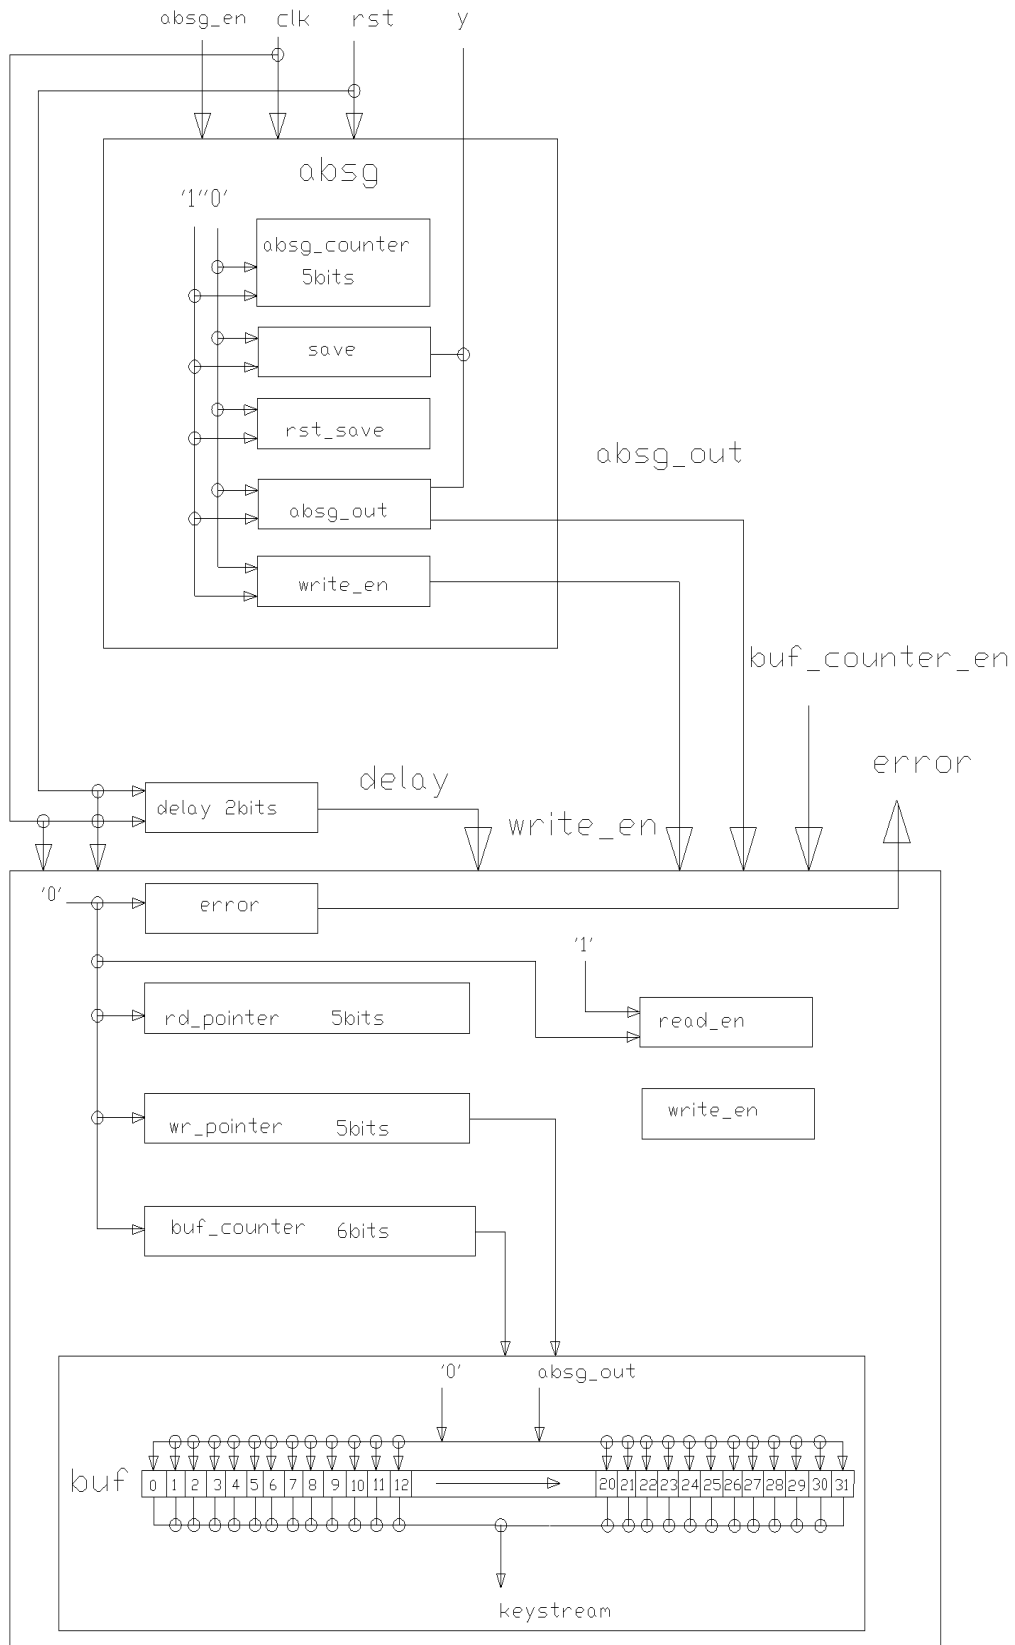 absg_en clk rst y
absg
'1''0'
absg_counter
5bits
save
rst_save
absg_out
absg_out
write_en
buf_counter_en
error
delay
delay 2bits
write_en
'0'
error
'1'
rd_pointer 5bits
read_en
write_en
wr_pointer 5bits
buf_counter 6bits
'0' absg_out
buf 0 1 2 3 4 5 6 7 8 9 10 11 12 20 21 22 23 24 25 26 27 28 29 30 31
keystream